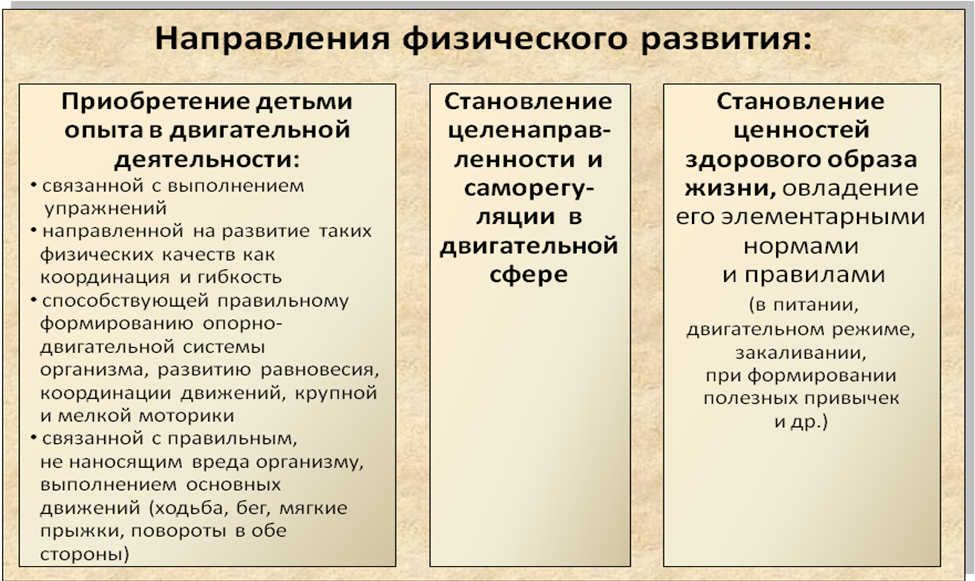 Направления физического развития:
Приобретение детьми
опыта в двигательной
деятельности:
• связанной с выполнением
упражнений
• направленной на развитие таких
физических качеств как
координация и гибкость
• способствующей правильному
формированию опорно-
двигательной системы
организма, развитию равновесия,
координации движений, крупной
и мелкой моторики
• связанной с правильным,
не наносящим вреда организму,
выполнением основных
движений (ходьба, бег, мягкие
прыжки, повороты в обе
стороны)
Становление
целенаправ-
ленности и
саморегу-
ляции в
двигательной
сфере
Становление
ценностей
здорового образа
жизни, овладение
его элементарными
нормами
и правилами
(в питании,
двигательном режиме,
закаливании,
при формировании
полезных привычек
и др.)